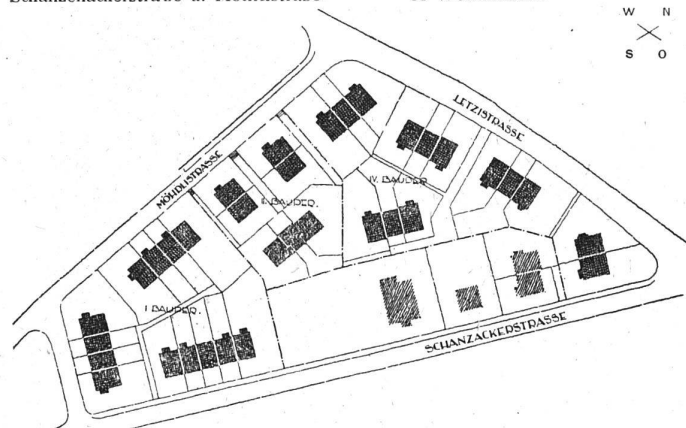 W N
S O
LETZISTRASSE
MÖHRLISTRASSE
IV. BAUPER.
II. BAUPER.
I BAUPER.
SCHANZACKERSTRASSE